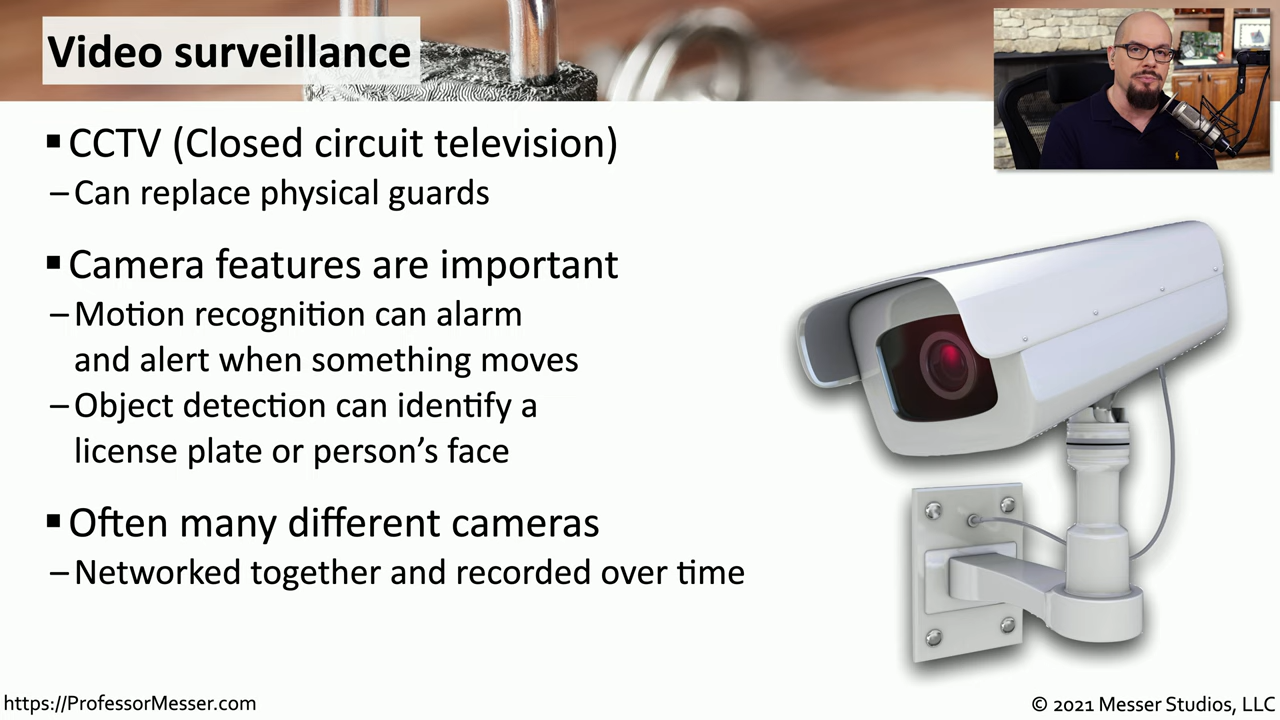 Video surveillance
▪ CCTV (Closed circuit television)
– Can replace physical guards
▪ Camera features are important
– Motion recognition can alarm
and alert when something moves
– Object detection can identify a
license plate or person’s face
▪ Often many different cameras
– Networked together and recorded over time
https://ProfessorMesser.com
© 2021 Messer Studios, LLC